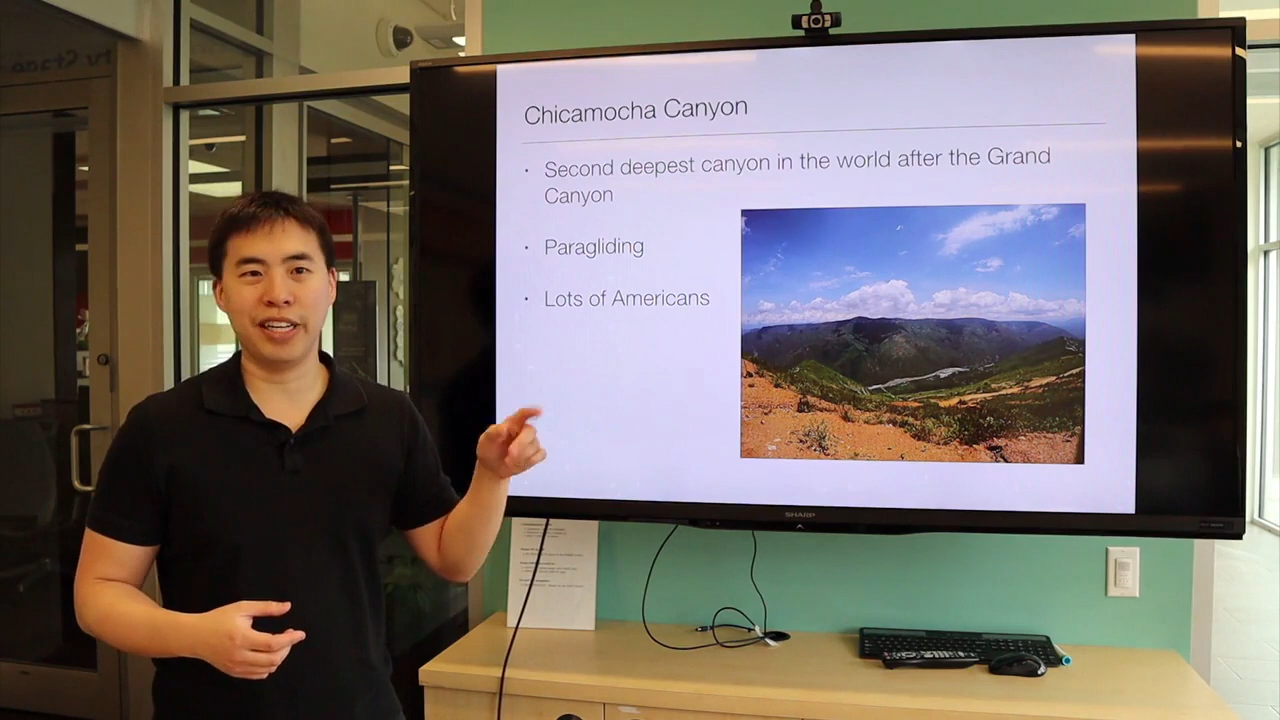 Chicamocha Canyon
• Second deepest canyon in the world after the Grand
Canyon
• Paragliding
• Lots of Americans
SHARP